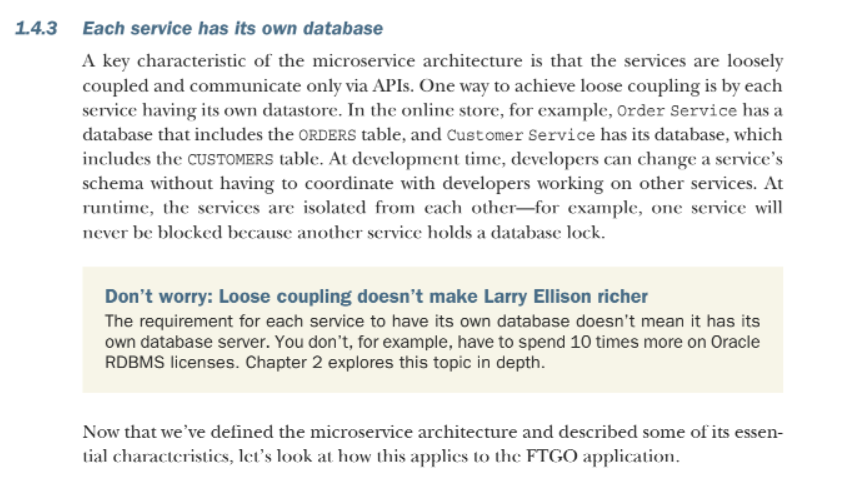 1.4.3 Each service has its own database
A key characteristic of the microservice architecture is that the services are loosely
coupled and communicate only via APIs. One way to achieve loose coupling is by each
service having its own datastore. In the online store, for example, Order Service has a
database that includes the ORDERS table, and Customer Service has its database, which
includes the CUSTOMERS table. At development time, developers can change a service's
schema without having to coordinate with developers working on other services. At
runtime, the services are isolated from each other—for example, one service will
never be blocked because another service holds a database lock.
Don't worry: Loose coupling doesn't make Larry Ellison richer
The requirement for each service to have its own database doesn't mean it has its
own database server. You don't, for example, have to spend 10 times more on Oracle
RDBMS licenses. Chapter 2 explores this topic in depth.
Now that we've defined the microservice architecture and described some of its essen-
tial characteristics, let's look at how this applies to the FTGO application.